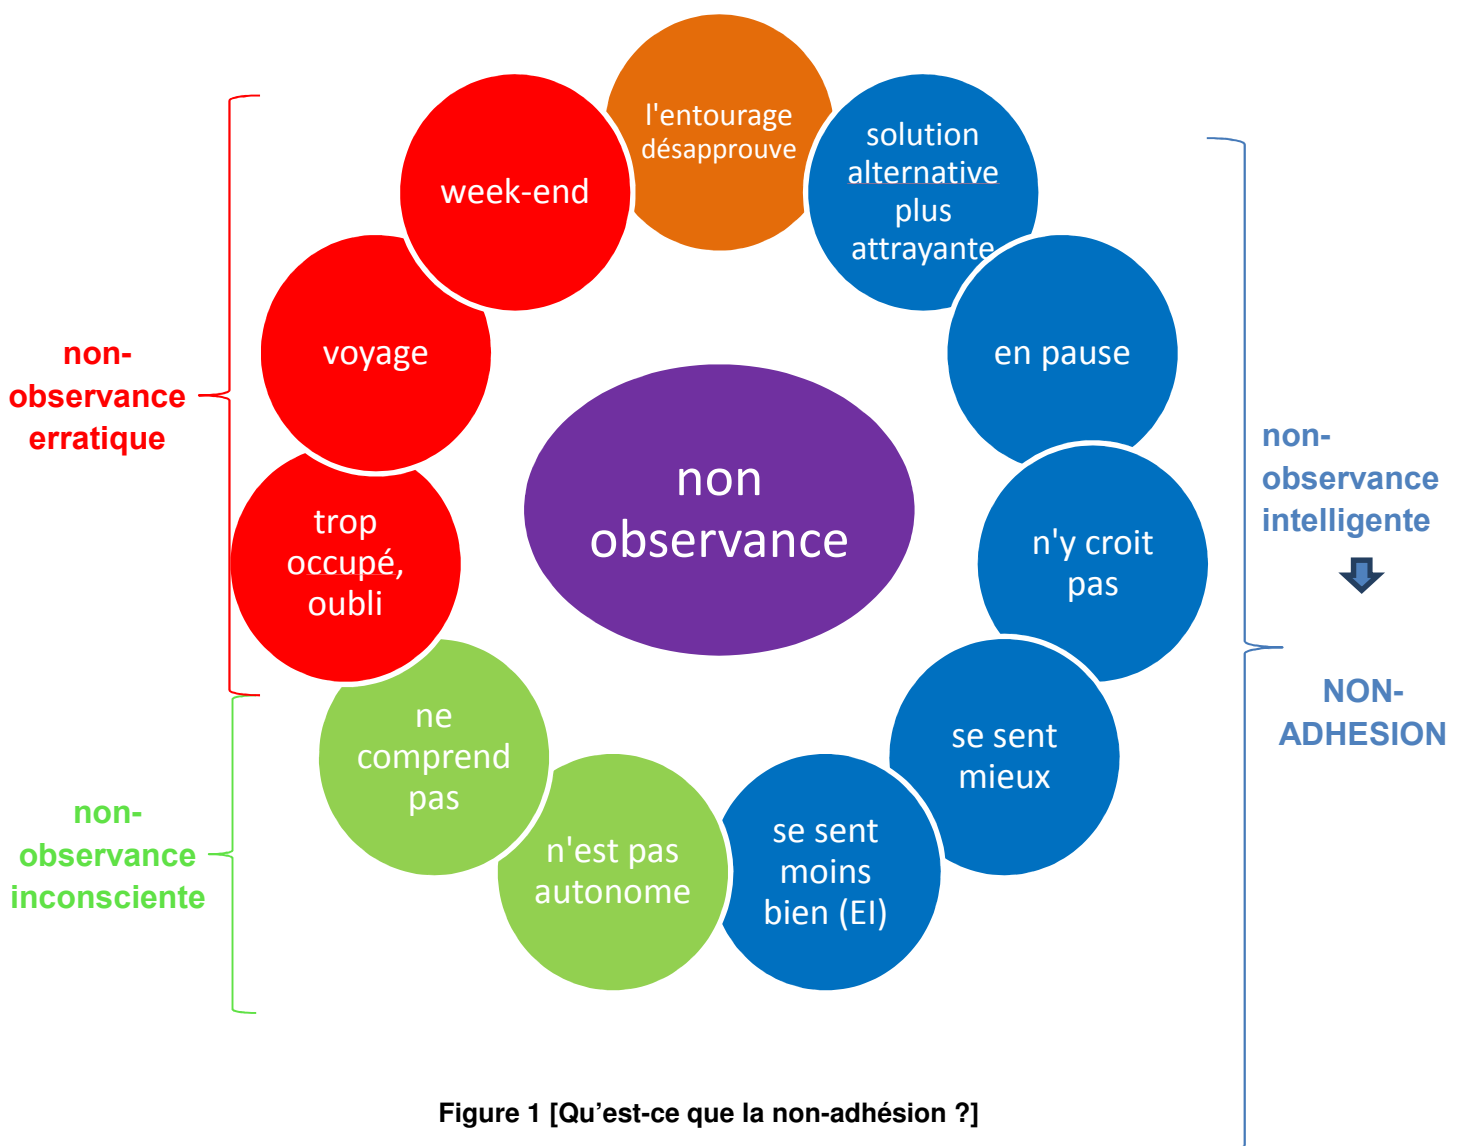 l'entourage
désapprouve
solution
alternative
plus
attrayante
en pause
n'y croit
pas
se sent
mieux
se sent
moins
bien (EI)
n'est pas
autonome
ne
comprend
pas
trop
occupé,
oubli
voyage
week-end
non
observance
non-
observance
erratique
non-
observance
inconsciente
non-
observance
intelligente
NON-
ADHESION
Figure 1 [Qu’est-ce que la non-adhésion ?]